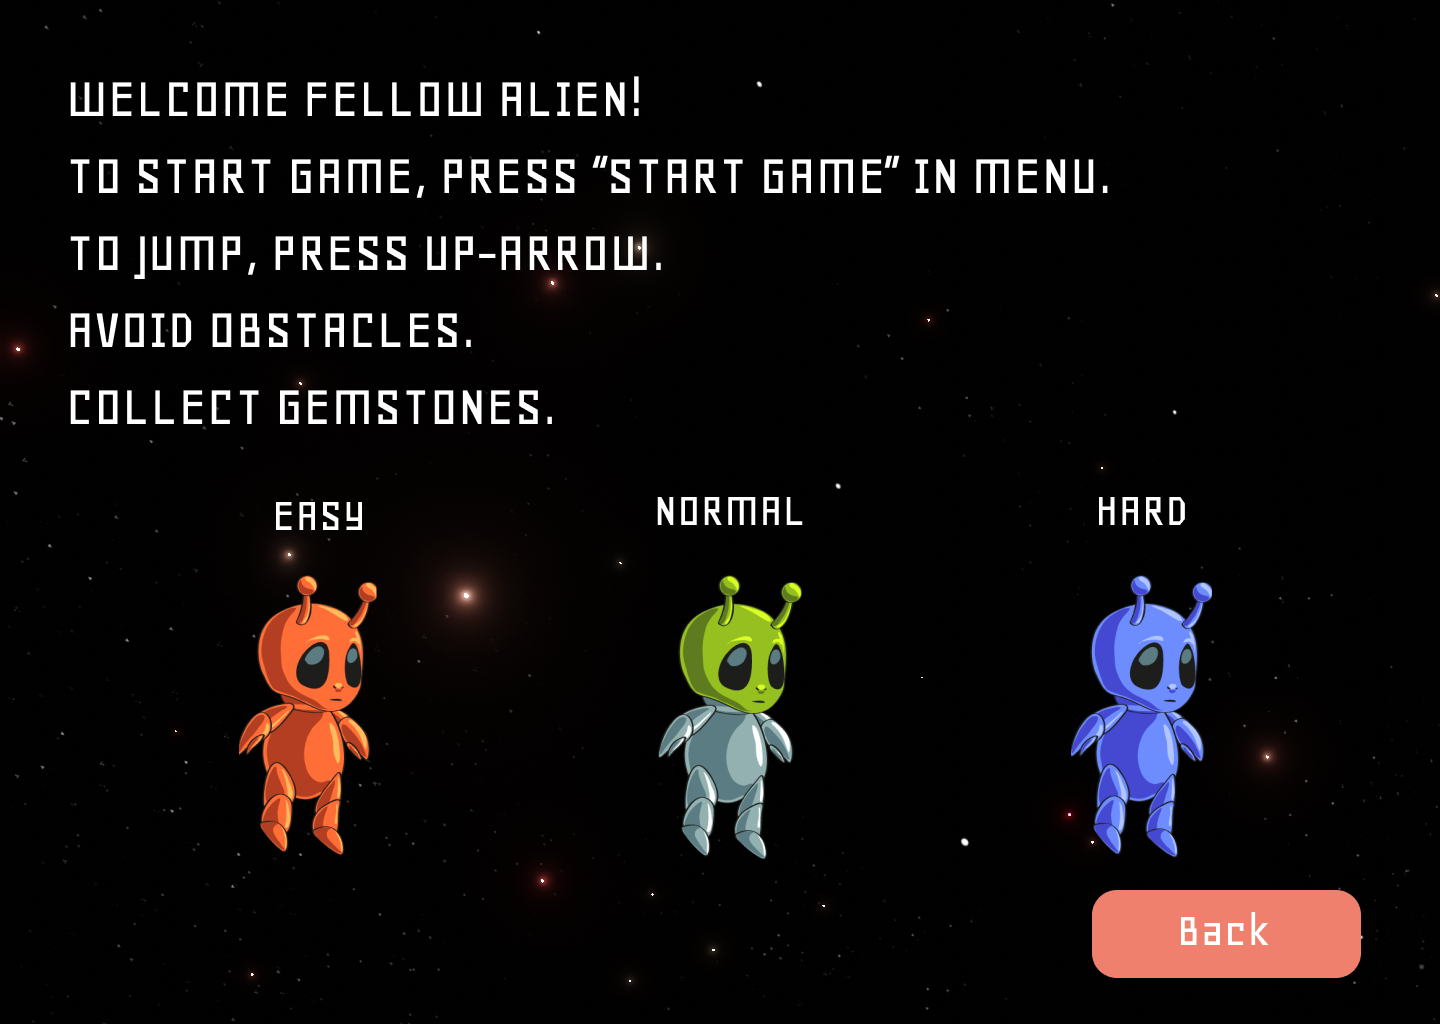 WELCOME FELLOW ALIEN!
TO START GAME, PRESS "START GAME" IN MENU.
TO JUMP, PRESS UP-ARROW.
AVOID OBSTACLES.
COLLECT GEMSTONES.
EASY NORMAL HARD
Back